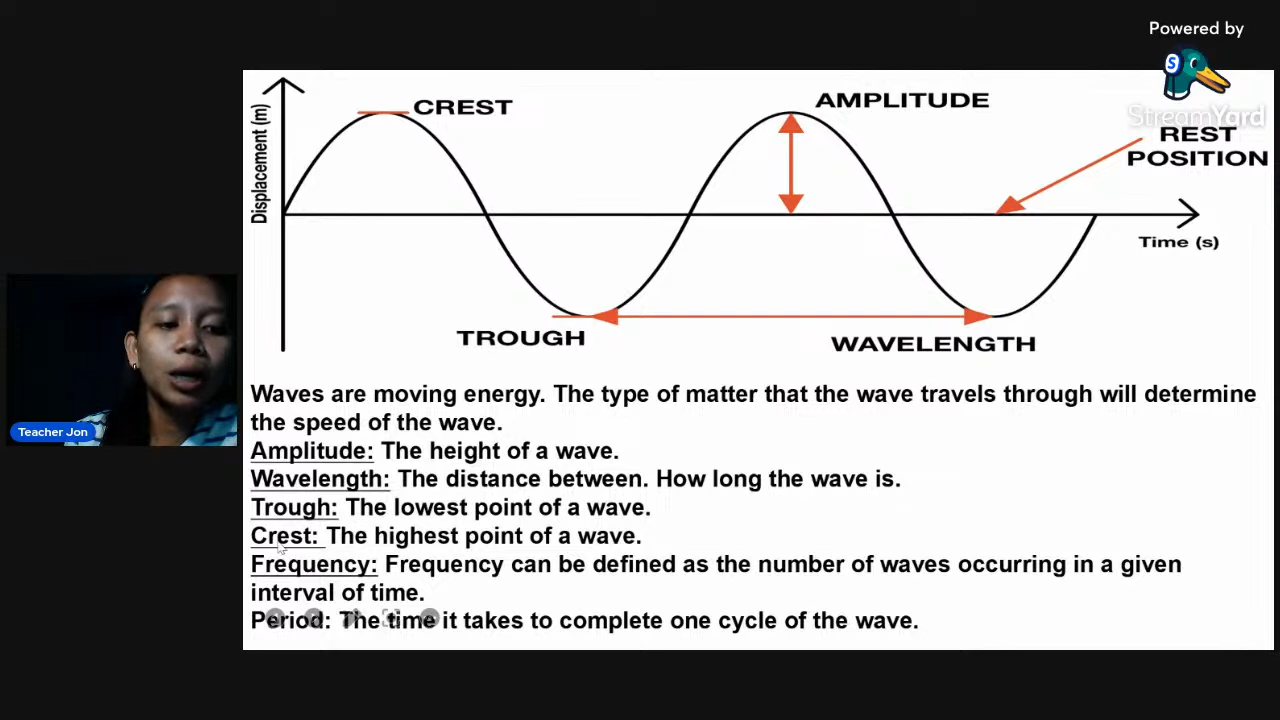 Powered by
S
StreamYard
CREST
AMPLITUDE
REST
POSITION
Displacement (m)
Time (s)
TROUGH
WAVELENGTH
Teacher Jon
Waves are moving energy. The type of matter that the wave travels through will determine
the speed of the wave.
Amplitude: The height of a wave.
Wavelength: The distance between. How long the wave is.
Trough: The lowest point of a wave.
Crest: The highest point of a wave.
Frequency: Frequency can be defined as the number of waves occurring in a given
interval of time.
Period: The time it takes to complete one cycle of the wave.